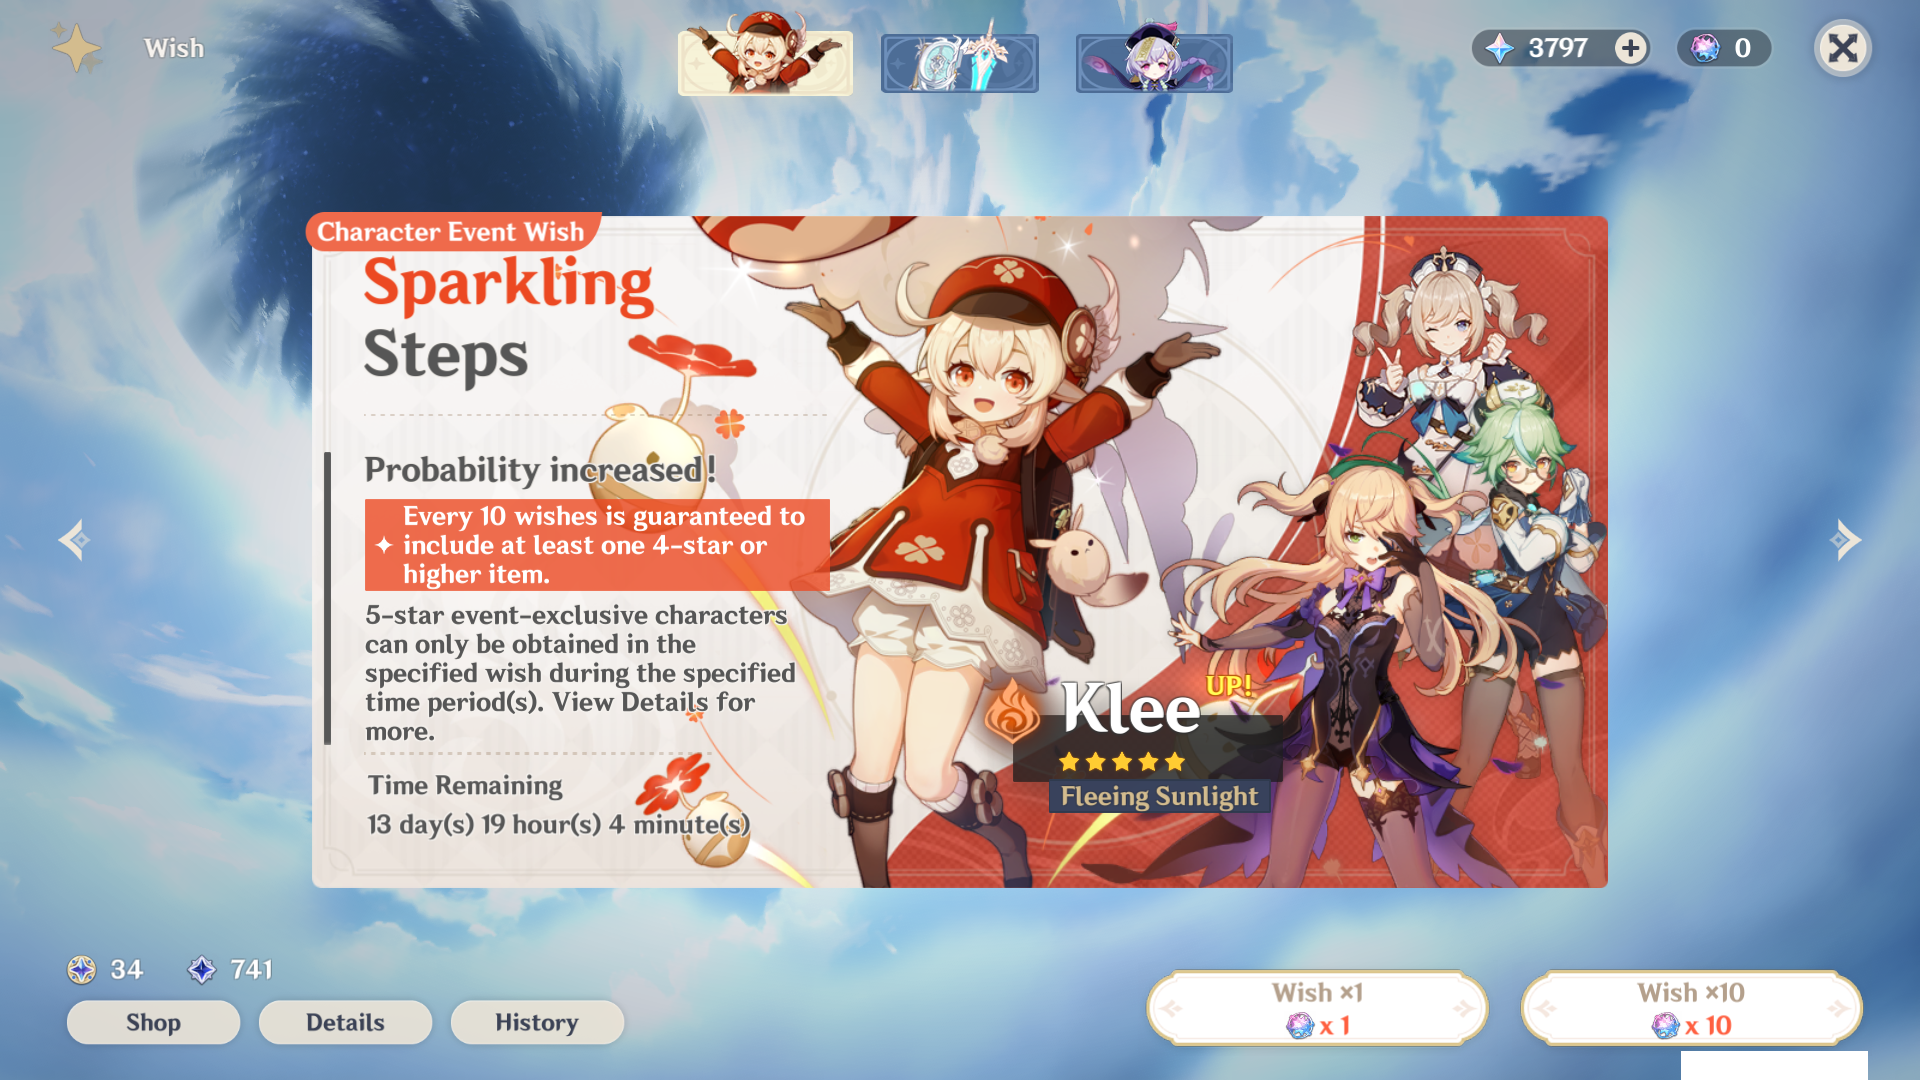 Wish
3797
0
Character Event Wish
Sparkling
Steps
Probability increased!
Every 10 wishes is guaranteed to
include at least one 4-star or
higher item.
5-star event-exclusive characters
can only be obtained in the
specified wish during the specified
time period(s). View Details for
more.
Time Remaining
13 day(s) 19 hour(s) 4 minute(s)
UP!
Klee
Fleeing Sunlight
34
741
Shop
Details
History
Wish ×1
x 1
Wish ×10
x 10